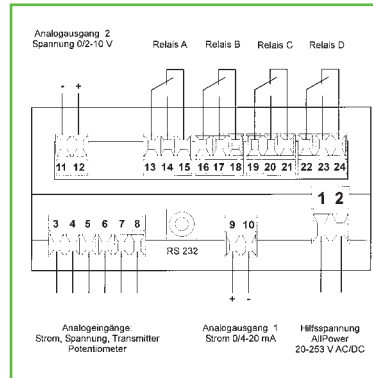 Analogausgang 2
Spannung 0/2-10 V
Relais A Relais B Relais C Relais D
- +
11 12 13 14 15 16 17 18 19 20 21 22 23 24
1 2
3 4 5 6 7 8 9 10
RS 232
+ -
Analogeingänge:
Strom, Spannung, Transmitter
Potentiometer
Analogausgang 1
Strom 0/4-20 mA
Hilfsspannung
AllPower
20-253 V AC/DC